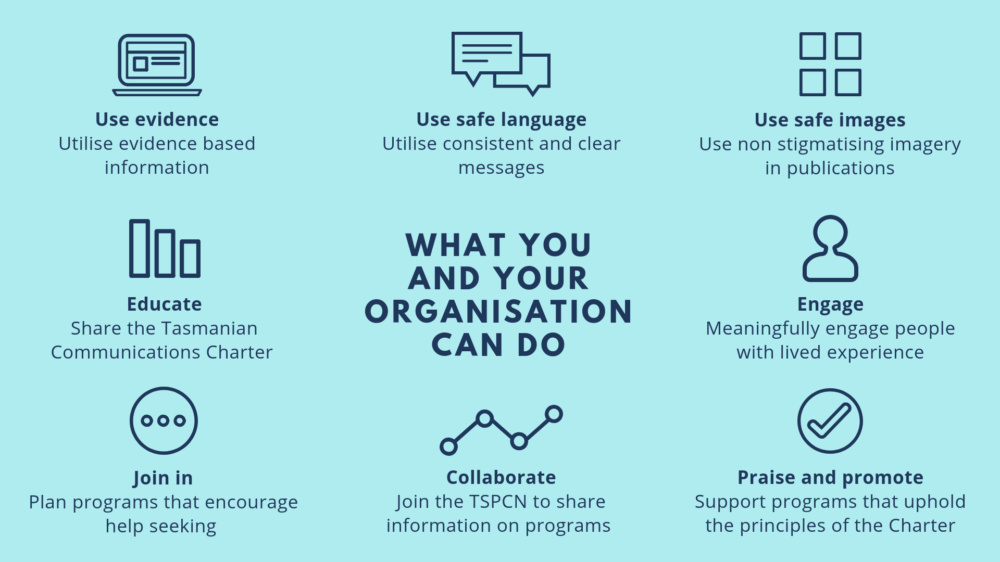 Use evidence
Utilise evidence based
information
Use safe language
Utilise consistent and clear
messages
Use safe images
Use non stigmatising imagery
in publications
Educate
Share the Tasmanian
Communications Charter
WHAT YOU
AND YOUR
ORGANISATION
CAN DO
Engage
Meaningfully engage people
with lived experience
Join in
Plan programs that encourage
help seeking
Collaborate
Join the TSPCN to share
information on programs
Praise and promote
Support programs that uphold
the principles of the Charter